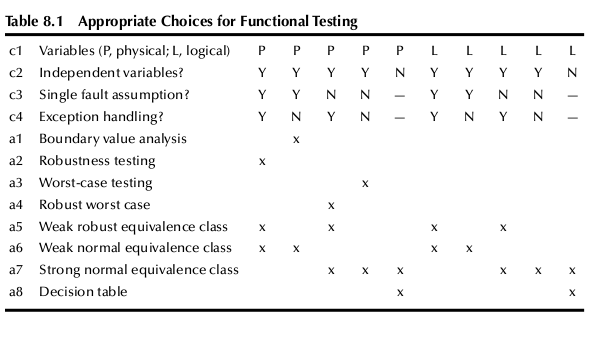 Table 8.1 Appropriate Choices for Functional Testing
c1 Variables (P, physical; L, logical) P P P P P L L L L L
c2 Independent variables? Y Y Y Y N Y Y Y Y N
c3 Single fault assumption? Y Y N N — Y Y N N —
c4 Exception handling? Y N Y N — Y N Y N —
a1 Boundary value analysis x
a2 Robustness testing x
a3 Worst-case testing x
a4 Robust worst case x
a5 Weak robust equivalence class x x x x
a6 Weak normal equivalence class x x x x
a7 Strong normal equivalence class x x x x x x
a8 Decision table x x